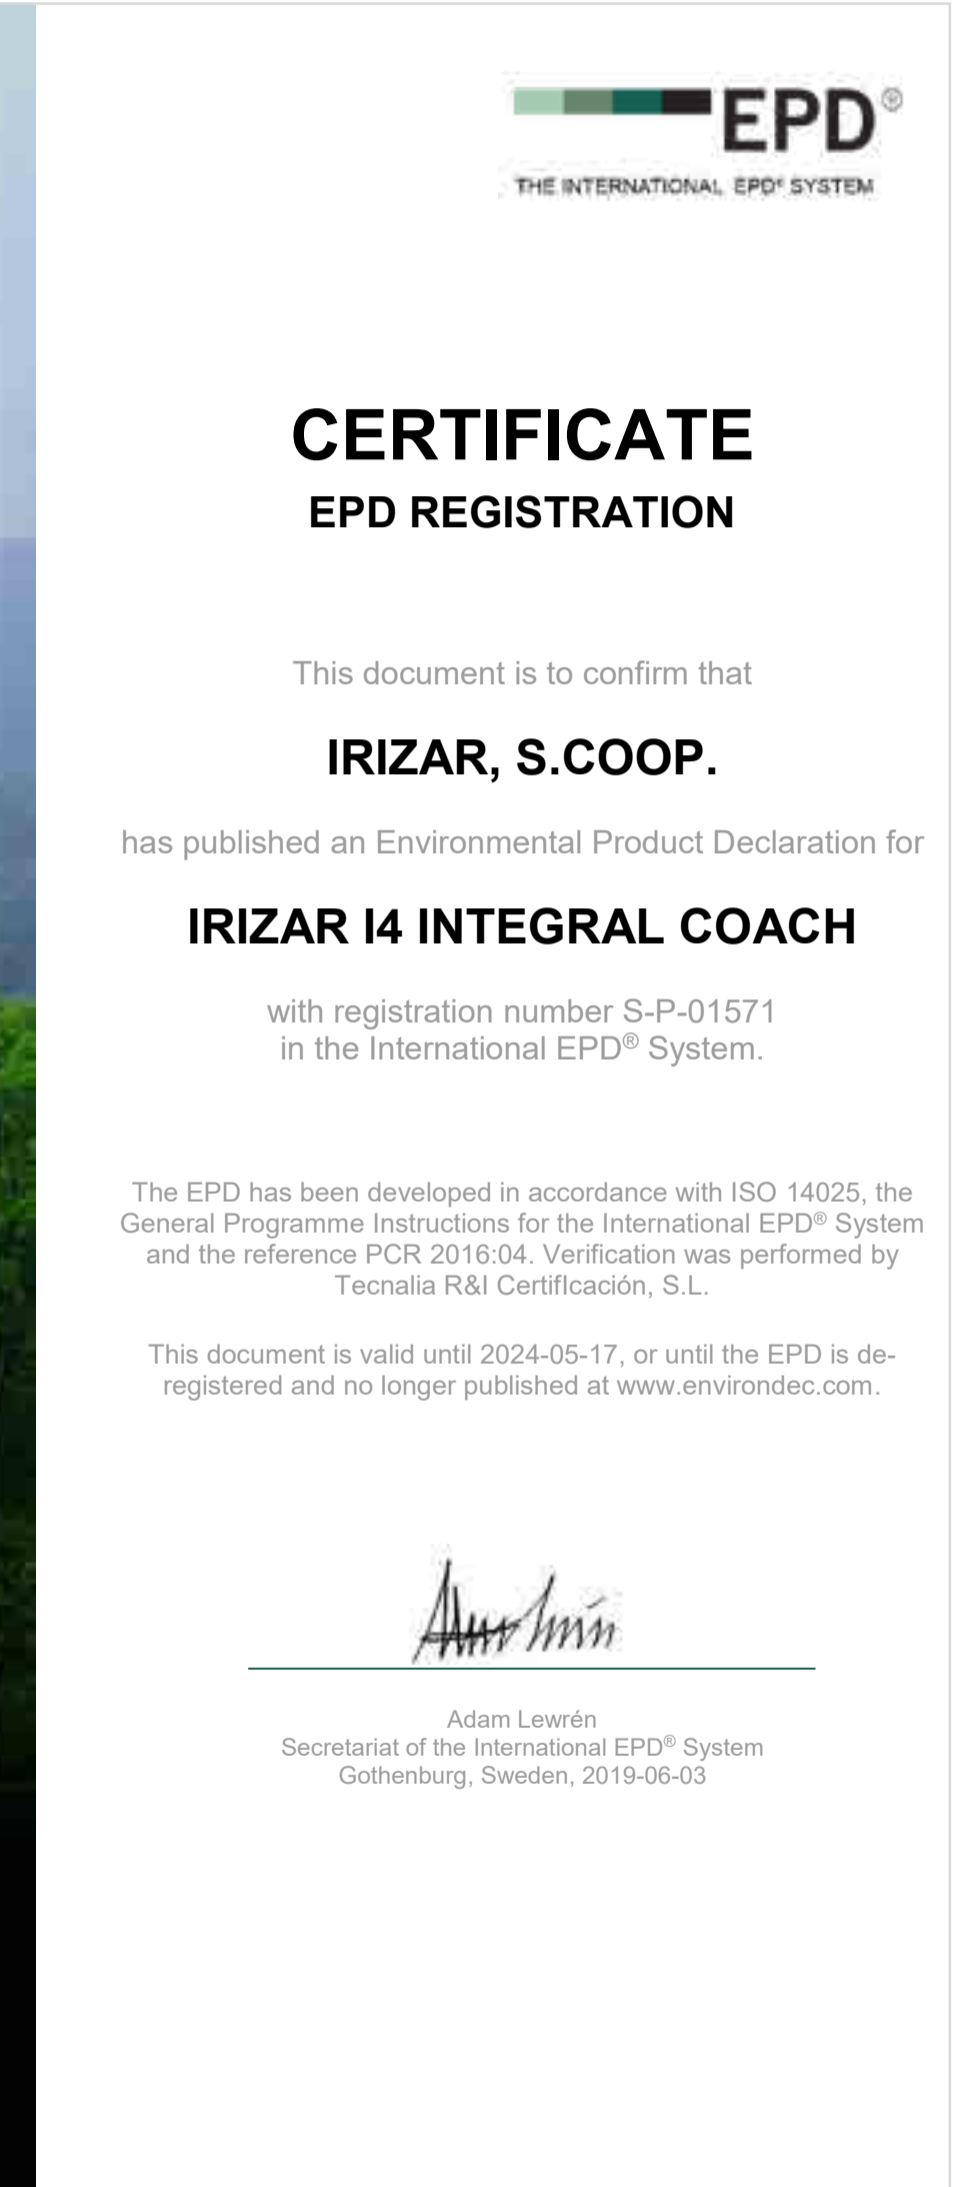 EPD®
THE INTERNATIONAL EPD® SYSTEM
CERTIFICATE
EPD REGISTRATION
This document is to confirm that
IRIZAR, S.COOP.
has published an Environmental Product Declaration for
IRIZAR I4 INTEGRAL COACH
with registration number S-P-01571
in the International EPD® System.
The EPD has been developed in accordance with ISO 14025, the
General Programme Instructions for the International EPD® System
and the reference PCR 2016:04. Verification was performed by
Tecnalia R&I CertifIcación, S.L.
This document is valid until 2024-05-17, or until the EPD is de-
registered and no longer published at www.environdec.com.
Adam Lewrén
Secretariat of the International EPD® System
Gothenburg, Sweden, 2019-06-03